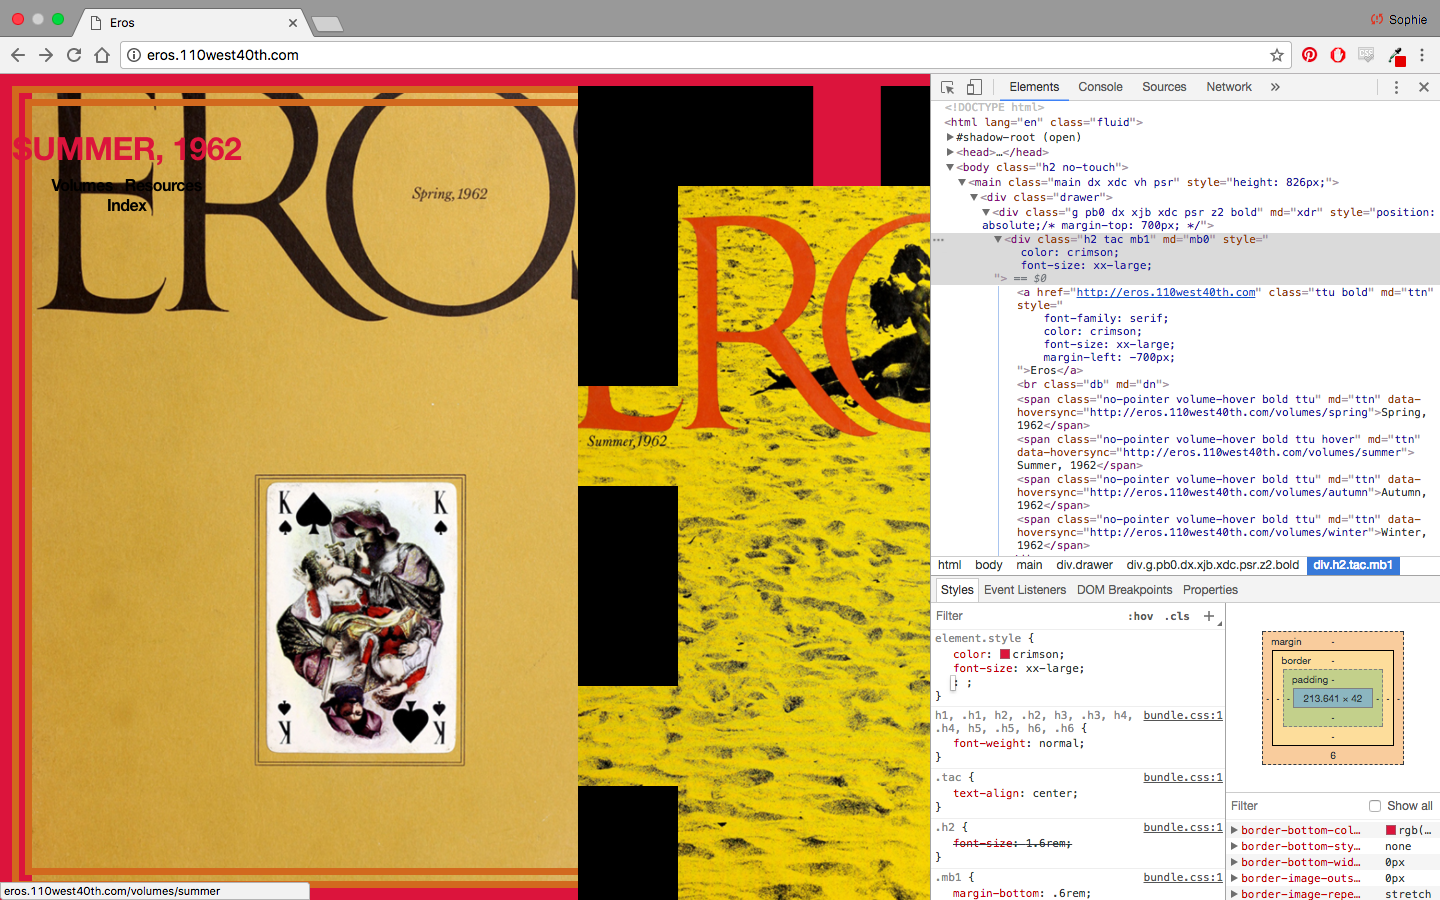 Eros
Sophie
eros.110west40th.com
EROS
SUMMER, 1962
Volumes Resources
Index
Spring, 1962
ERO
Summer, 1962
K
K
K
K
eros.110west40th.com/volumes/summer
Elements Console Sources Network »
<!DOCTYPE html>
<html lang="en" class="fluid">
▶#shadow-root (open)
▶<head>…</head>
▼<body class="h2 no-touch">
▼<main class="main dx xdc vh psr" style="height: 826px;">
▼<div class="drawer">
▼<div class="g pb0 dx xjb xdc psr z2 bold" md="xdr" style="position:
absolute;/* margin-top: 700px; */">
… ▼<div class="h2 tac mb1" md="mb0" style="
color: crimson;
font-size: xx-large;
"> == $0
<a href="http://eros.110west40th.com" class="ttu bold" md="ttn"
style="
font-family: serif;
color: crimson;
font-size: xx-large;
margin-left: -700px;
">Eros</a>
<br class="db" md="dn">
<span class="no-pointer volume-hover bold ttu" md="ttn" data-
hoversync="http://eros.110west40th.com/volumes/spring">Spring,
1962</span>
<span class="no-pointer volume-hover bold ttu hover" md="ttn"
data-hoversync="http://eros.110west40th.com/volumes/summer">
Summer, 1962</span>
<span class="no-pointer volume-hover bold ttu" md="ttn" data-
hoversync="http://eros.110west40th.com/volumes/autumn">Autumn,
1962</span>
<span class="no-pointer volume-hover bold ttu" md="ttn" data-
hoversync="http://eros.110west40th.com/volumes/winter">Winter,
1962</span>
html body main div.drawer div.g.pb0.dx.xjb.xdc.psr.z2.bold div.h2.tac.mb1
Styles Event Listeners DOM Breakpoints Properties
Filter :hov .cls +
element.style {
color: crimson;
font-size: xx-large;
: ;
}
h1, .h1, h2, .h2, h3, .h3, h4, bundle.css:1
.h4, h5, .h5, h6, .h6 {
font-weight: normal;
}
.tac { bundle.css:1
text-align: center;
}
.h2 { bundle.css:1
font-size: 1.6rem;
}
.mb1 { bundle.css:1
margin-bottom: .6rem;
margin -
border -
padding -
- - - 213.641 × 42 - - -
-
-
6
Filter Show all
▶border-bottom-col… rgb(…
▶border-bottom-sty… none
▶border-bottom-wid… 0px
▶border-image-outs… 0px
▶border-image-repe… stretch